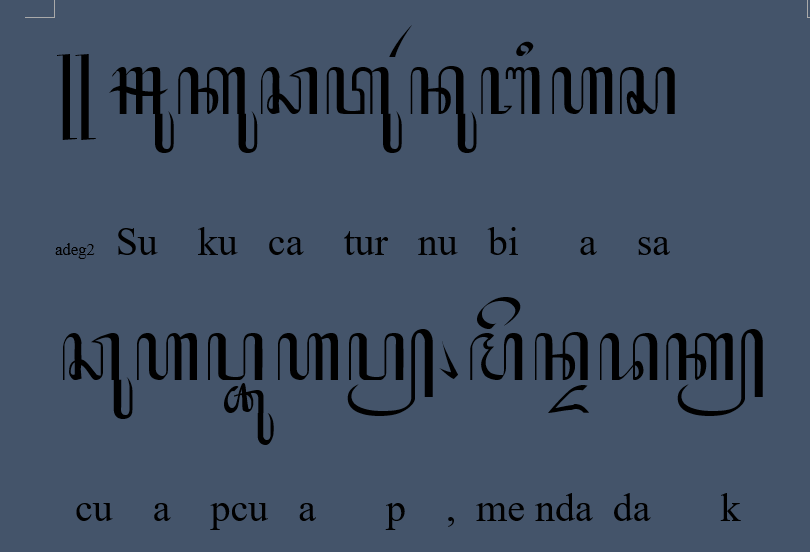 ꧋ꦯꦸꦏꦸꦕꦠꦸꦂꦤꦸꦨꦶꦲꦱ
adeg2 Su ku ca tur nu bi a sa
ꦕꦸꦲꦥ꧀ꦕꦸꦲꦥ꧀꧈ꦩꦼꦤ꧀ꦢꦢꦏ꧀
cu a pcu a p , me nda da k